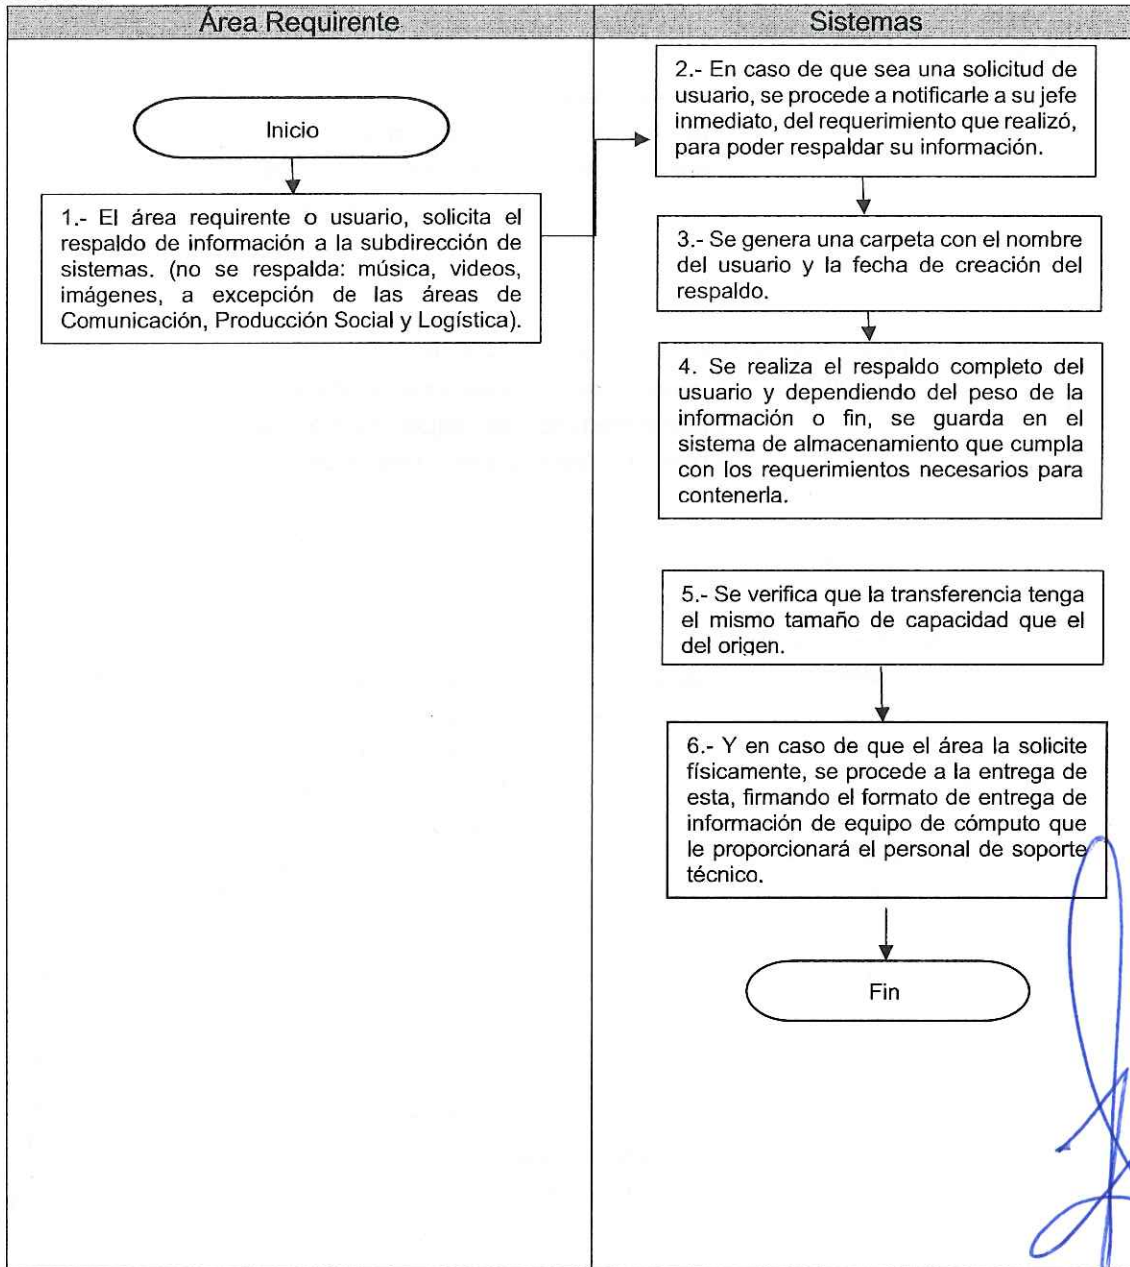 Área Requirente
Sistemas
Inicio
1.- El área requirente o usuario, solicita el
respaldo de información a la subdirección de
sistemas. (no se respalda: música, videos,
imágenes, a excepción de las áreas de
Comunicación, Producción Social y Logística).
2.- En caso de que sea una solicitud de
usuario, se procede a notificarle a su jefe
inmediato, del requerimiento que realizó,
para poder respaldar su información.
3.- Se genera una carpeta con el nombre
del usuario y la fecha de creación del
respaldo.
4. Se realiza el respaldo completo del
usuario y dependiendo del peso de la
información o fin, se guarda en el
sistema de almacenamiento que cumpla
con los requerimientos necesarios para
contenerla.
5.- Se verifica que la transferencia tenga
el mismo tamaño de capacidad que el
del origen.
6.- Y en caso de que el área la solicite
físicamente, se procede a la entrega de
esta, firmando el formato de entrega de
información de equipo de cómputo que
le proporcionará el personal de soporte
técnico.
Fin